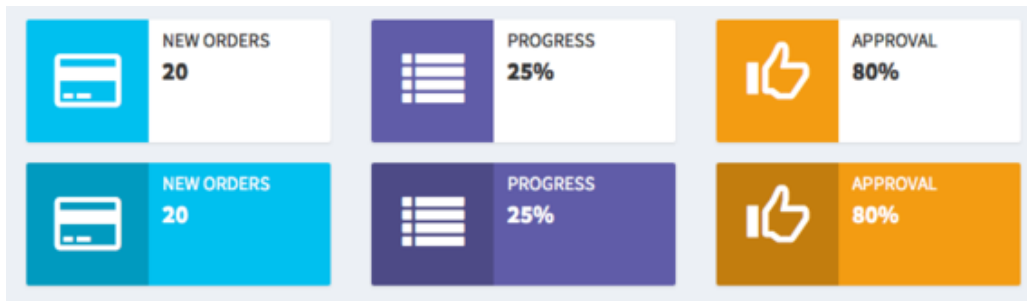 NEW ORDERS
20
PROGRESS
25%
APPROVAL
80%
NEW ORDERS
20
PROGRESS
25%
APPROVAL
80%